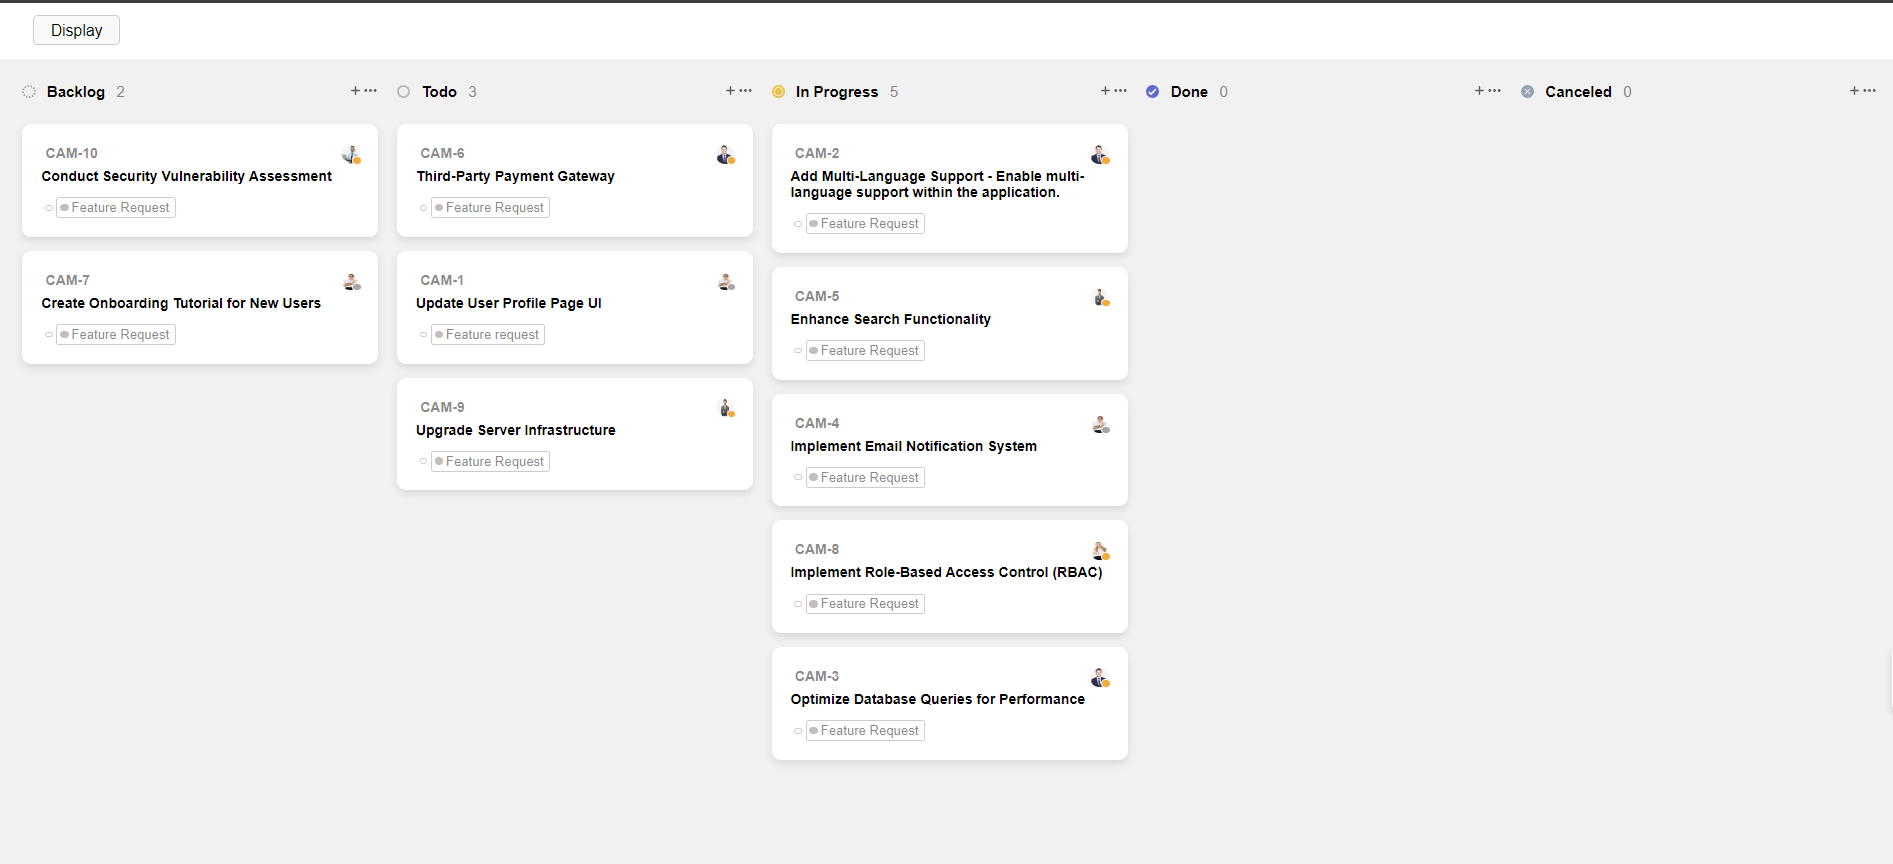 Display
Backlog 2
CAM-10
Conduct Security Vulnerability Assessment
Feature Request
CAM-7
Create Onboarding Tutorial for New Users
Feature Request
Todo 3
CAM-6
Third-Party Payment Gateway
Feature Request
CAM-1
Update User Profile Page UI
Feature request
CAM-9
Upgrade Server Infrastructure
Feature Request
In Progress 5
CAM-2
Add Multi-Language Support - Enable multi-
language support within the application.
Feature Request
CAM-5
Enhance Search Functionality
Feature Request
CAM-4
Implement Email Notification System
Feature Request
CAM-8
Implement Role-Based Access Control (RBAC)
Feature Request
CAM-3
Optimize Database Queries for Performance
Feature Request
Done 0
Canceled 0